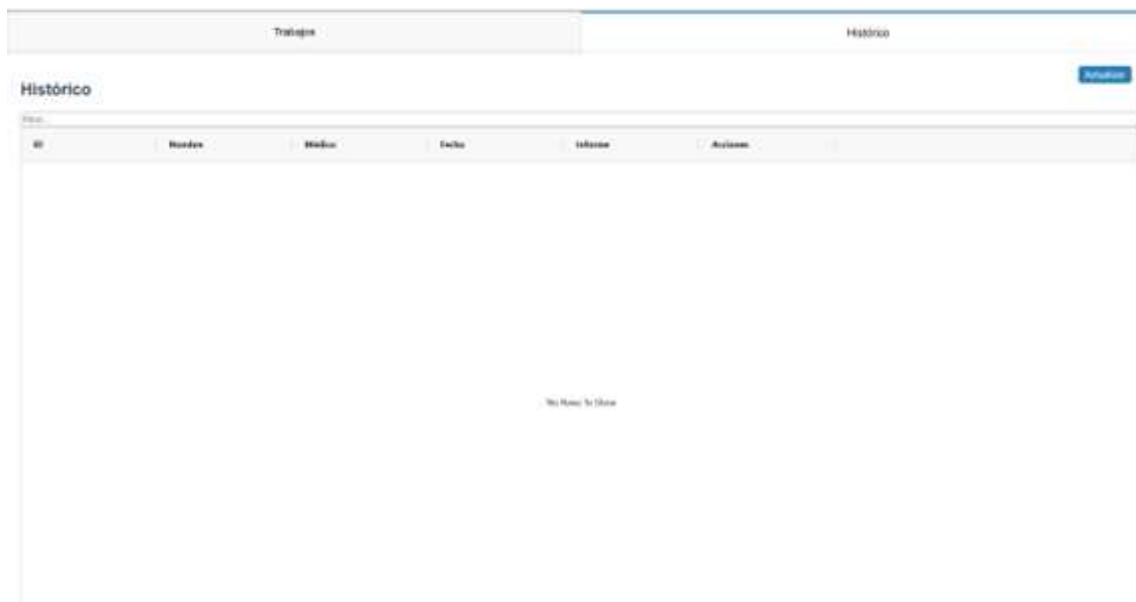 Trabajos
Histórico
Actualizar
Histórico
ID
Nombre
Médico
Fecha
Informe
Acciones
No Rows To Show